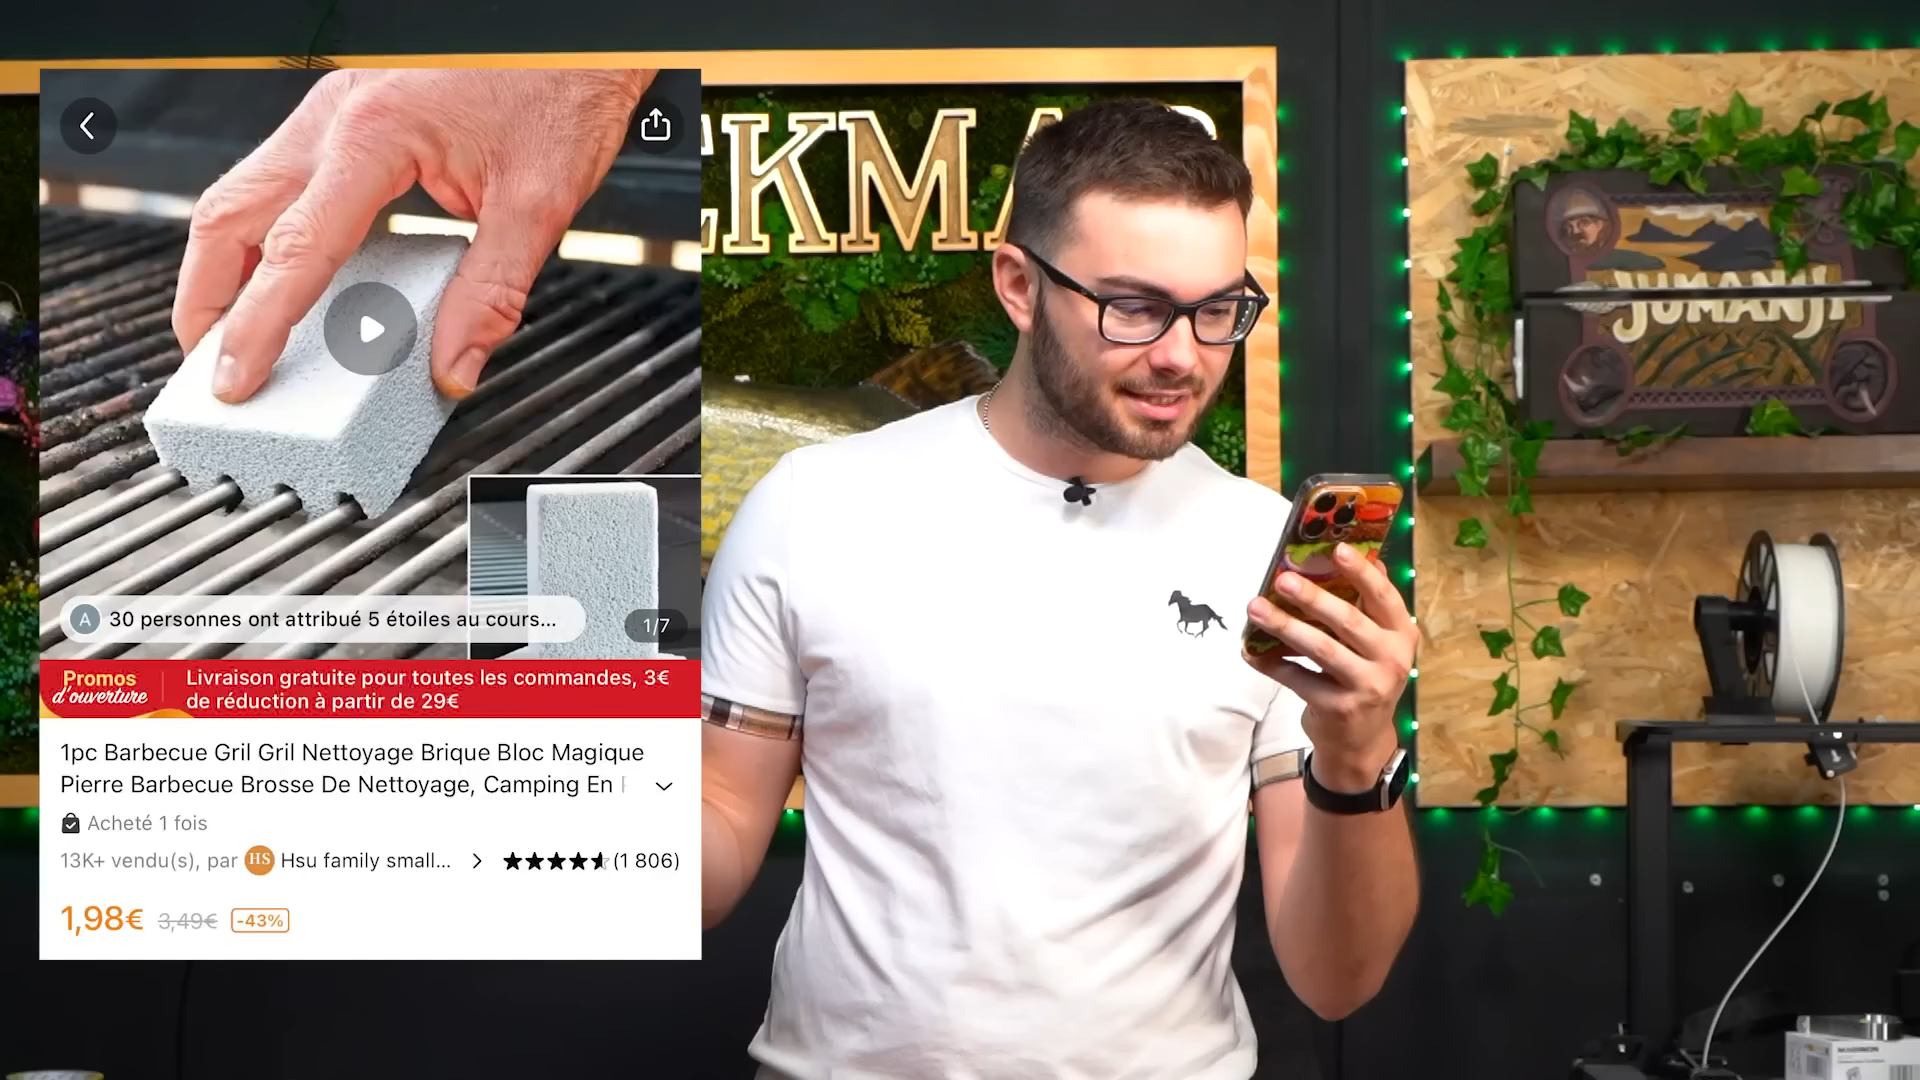 A 30 personnes ont attribué 5 étoiles au cours...
1/7
Promos
d'ouverture
Livraison gratuite pour toutes les commandes, 3€
de réduction à partir de 29€
1pc Barbecue Gril Gril Nettoyage Brique Bloc Magique
Pierre Barbecue Brosse De Nettoyage, Camping En
Acheté 1 fois
13K+ vendu(s), par HS Hsu family small... (1 806)
1,98€ 3,49€ -43%
KMA
JUMANJI